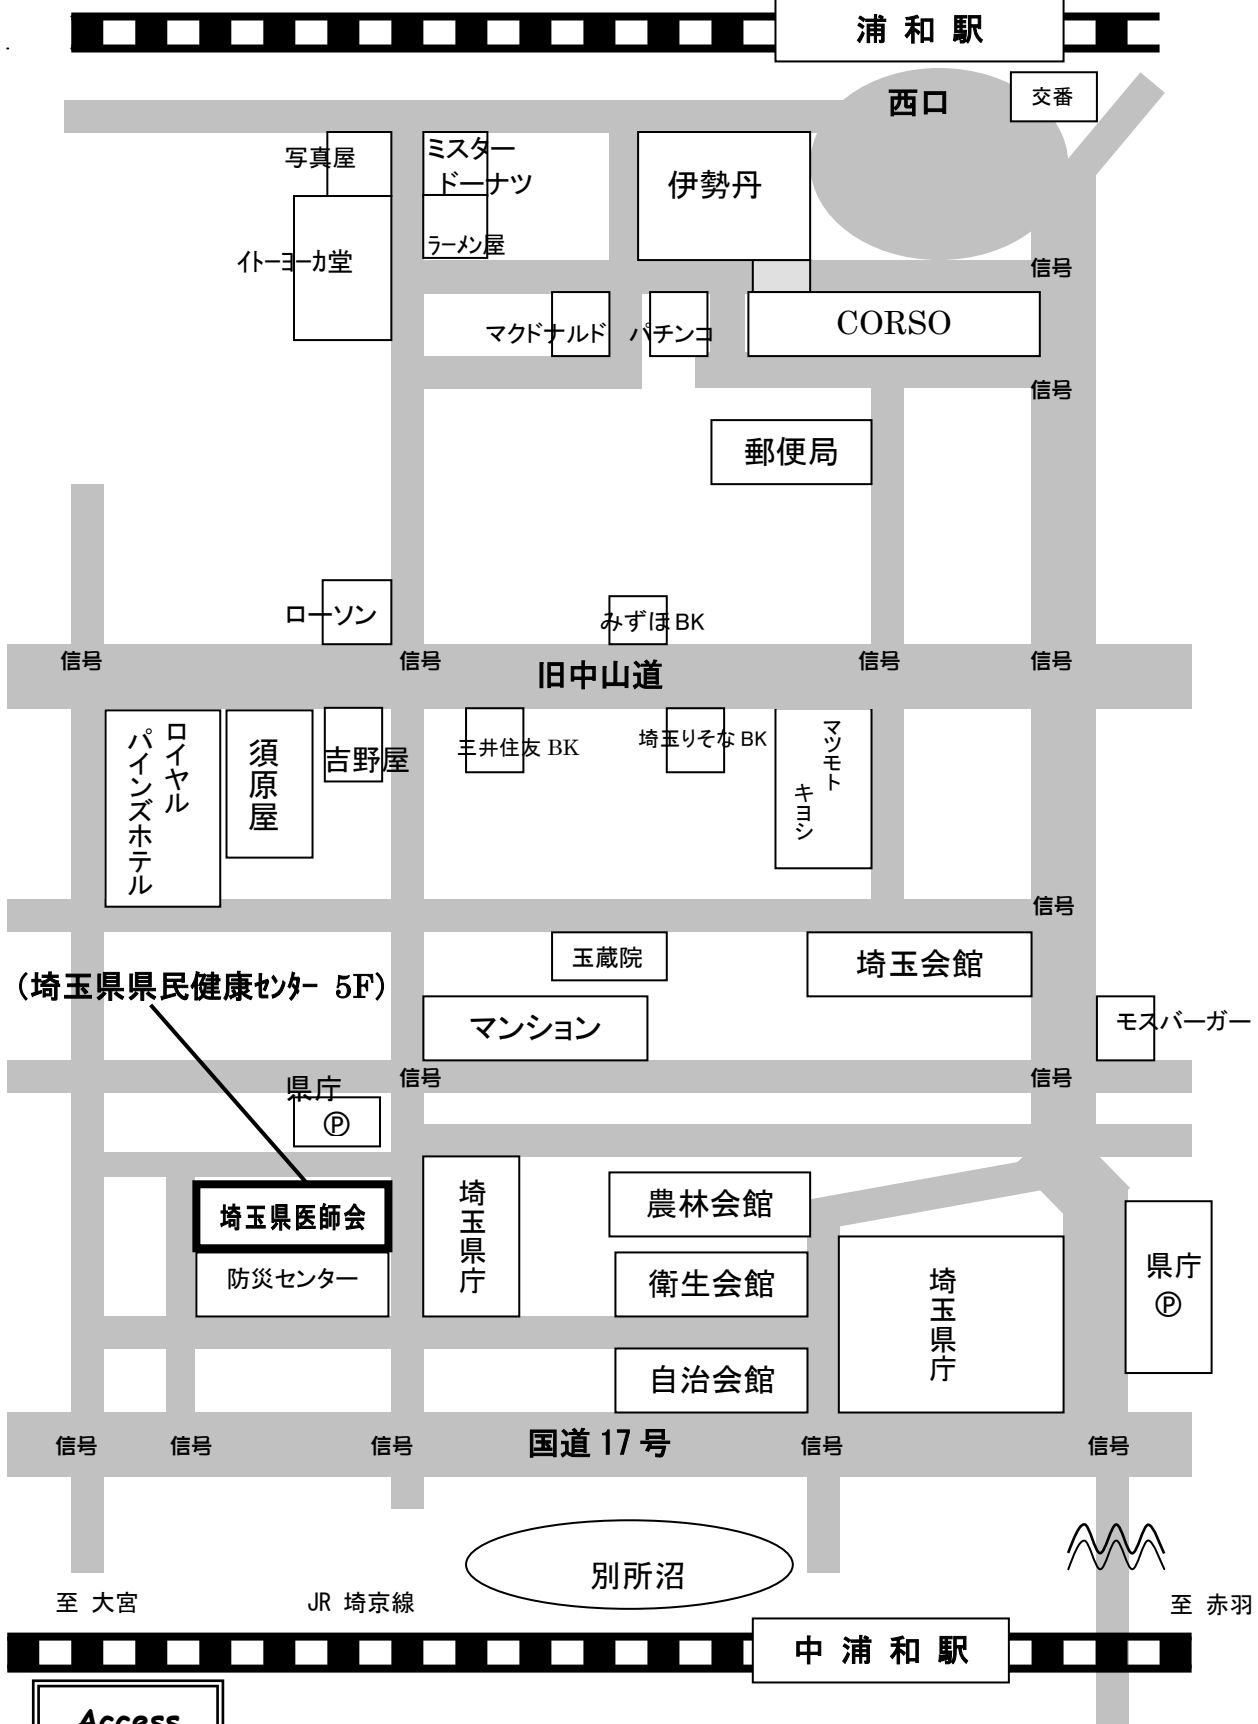 浦 和 駅
西口
交番
写真屋
ミスター
ドーナツ
伊勢丹
ラーメン屋
イトーヨーカ堂
信号
マクドナルド
パチンコ
CORSO
信号
郵便局
ローソン
みずほ BK
信号
信号
旧中山道
信号
信号
ロイヤル
パインズホテル
須原屋
吉野屋
三井住友 BK
埼玉りそな BK
マツモト
キヨシ
信号
玉蔵院
埼玉会館
（埼玉県県民健康センター 5F）
マンション
モスバーガー
県庁
Ⓟ
信号
信号
埼玉県医師会
防災センター
埼玉県庁
農林会館
衛生会館
自治会館
埼玉県庁
県庁
Ⓟ
信号
信号
信号
国道 17 号
信号
信号
別所沼
至 大宮
JR 埼京線
至 赤羽
中 浦 和 駅
Access